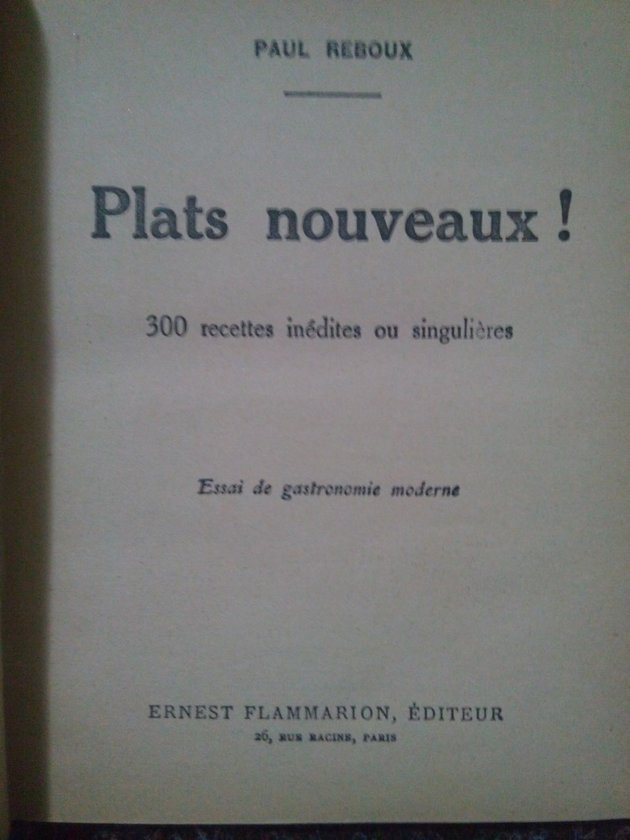 PAUL REBOUX
Plats nouveaux !
300 recettes inédites ou singulières
Essai de gastronomie moderne
ERNEST FLAMMARION, ÉDITEUR
26, RUE RACINE, PARIS